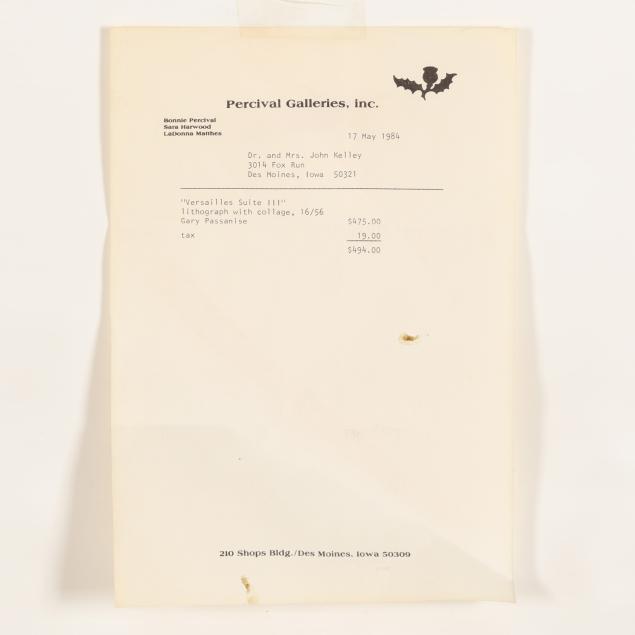 Percival Galleries, inc.
Bonnie Percival
Sara Harwood
LaDonna Matthes
17 May 1984
Dr. and Mrs. John Kelley
3014 Fox Run
Des Moines, Iowa 50321
"Versailles Suite III"
lithograph with collage, 16/56
Gary Passanise $475.00
tax 19.00
$494.00
210 Shops Bldg./Des Moines, Iowa 50309